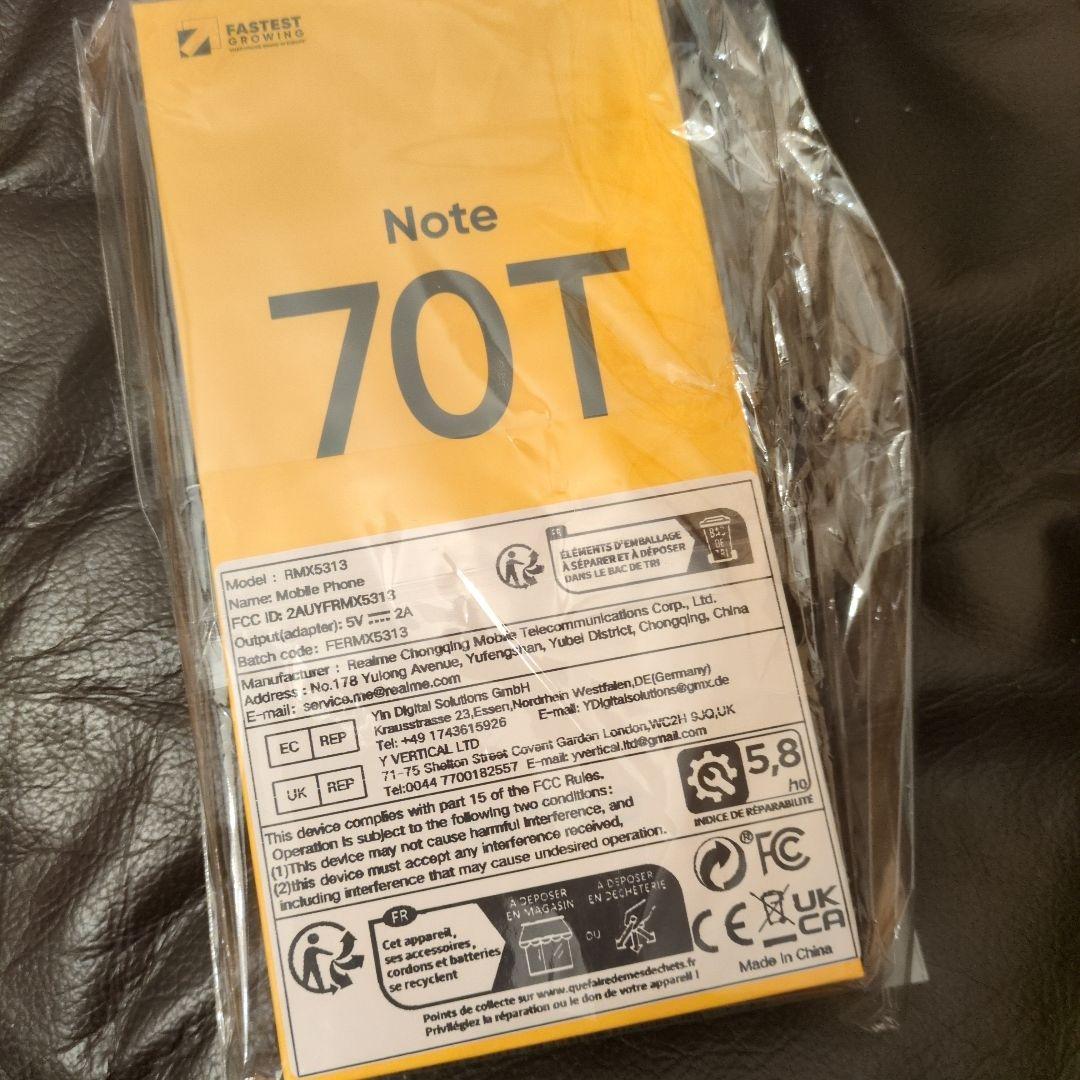 FASTEST
GROWING
Note
70T
Model : RMX5313
Name: Mobile Phone
FCC ID: 2AUYFRMX5313
Output(adapter): 5V 2A
Batch code: FERMX5313
FR
ÉLÉMENTS D'EMBALLAGE
À SÉPARER ET À DÉPOSER
DANS LE BAC DE TRI
BAC
DE
TRI
Manufacturer : Realme Chongqing Mobile Telecommunications Corp., Ltd.
Address : No.178 Yulong Avenue, Yufengshan, Yubei District, Chongqing, China
E-mail: service.me@realme.com
EC REP
Yin Digital Solutions GmbH
Krausstrasse 23,Essen,Nordrhein Westfalen,DE(Germany)
Tel: +49 1743615926 E-mail: YDigitalsolutions@gmx.de
UK REP
Y VERTICAL LTD
71-75 Shelton Street Covent Garden London,WC2H 9JQ,UK
Tel:0044 7700182557 E-mail: yvertical.ltd@gmail.com
This device complies with part 15 of the FCC Rules.
Operation is subject to the following two conditions:
(1)This device may not cause harmful interference, and
(2)this device must accept any interference received,
including interference that may cause undesired operation.
5,8
/10
INDICE DE RÉPARABILITÉ
FR
Cet appareil,
ses accessoires,
cordons et batteries
se recyclent
À DÉPOSER
EN MAGASIN
OU
À DÉPOSER
EN DÉCHÈTERIE
Points de collecte sur www.quefairedemesdechets.fr
Privilégiez la réparation ou le don de votre appareil !
® FC
CE UK
CA
Made In China